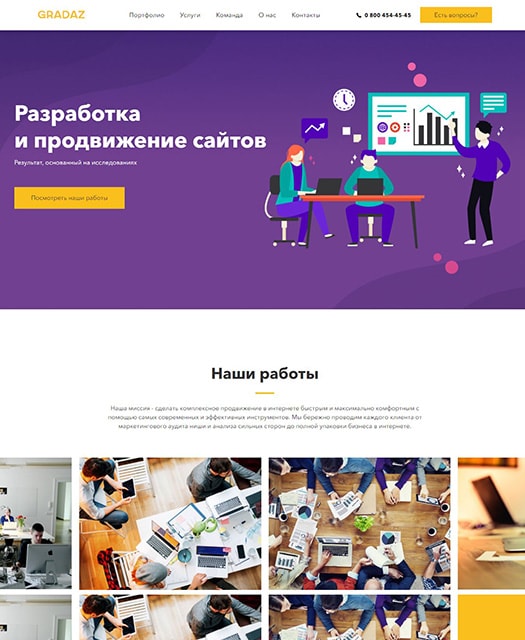 GRADAZ
Портфолио Услуги Команда О нас Контакты
0 800 454-45-45
Есть вопросы?
Разработка
и продвижение сайтов
Результат, основанный на исследованиях
Посмотреть наши работы
Наши работы
Наша миссия - сделать комплексное продвижение в интернете быстрым и максимально комфортным с
помощью самых современных и эффективных инструментов. Мы бережно проводим каждого клиента от
маркетингового аудита ниши и анализа сильных сторон до полной упаковки бизнеса в интернете.